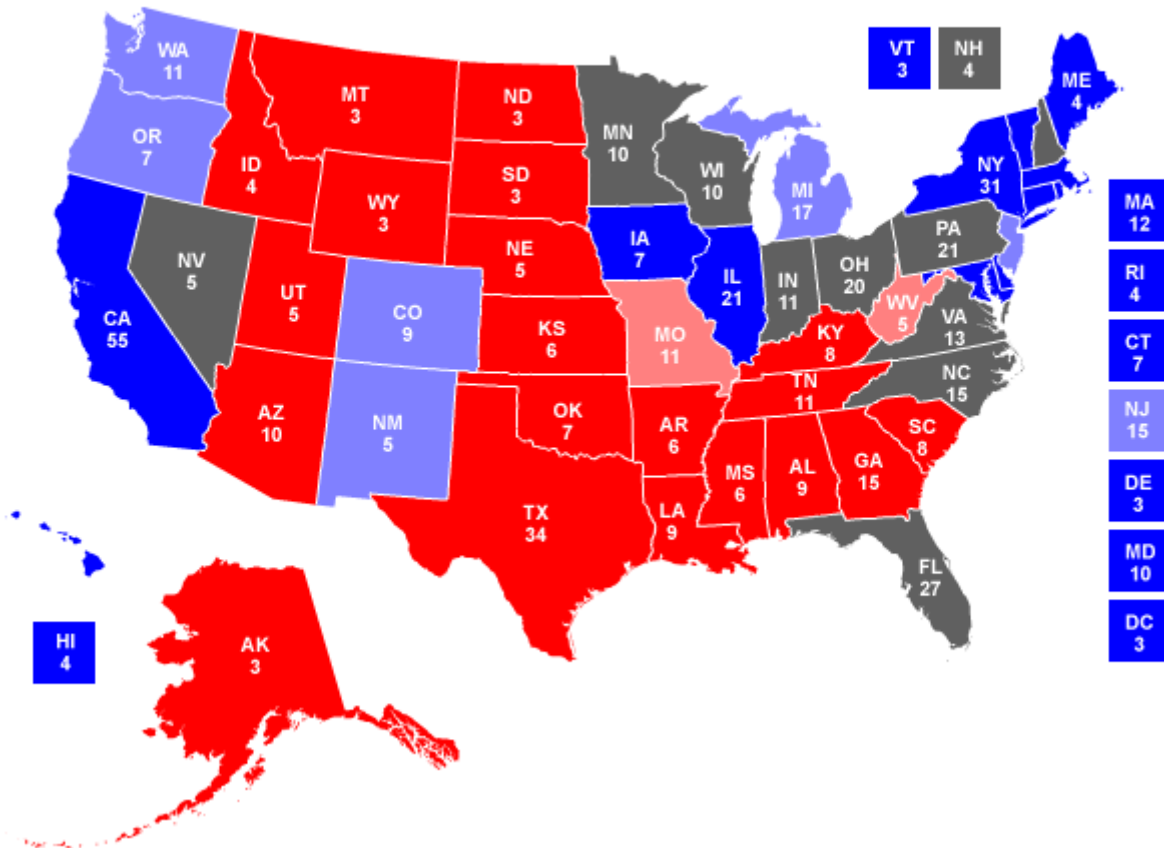 VT
3
NH
4
WA
11
ME
4
MT
3
ND
3
MN
10
OR
7
ID
4
SD
3
WI
10
NY
31
WY
3
MI
17
MA
12
IA
7
PA
21
NE
5
NV
5
IL
21
IN
11
OH
20
RI
4
UT
5
CO
9
WV
5
CA
55
VA
13
KS
6
MO
11
KY
8
CT
7
NC
15
TN
11
AZ
10
NM
5
OK
7
AR
6
SC
8
NJ
15
MS
6
AL
9
GA
15
DE
3
TX
34
LA
9
MD
10
FL
27
DC
3
HI
4
AK
3